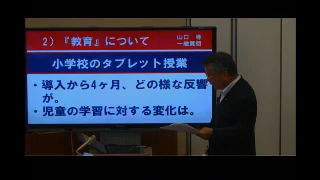 2）『教育』について
山口 修
一般質問
小学校のタブレット授業
・導入から4ヶ月、どの様な反響
が。
・児童の学習に対する変化は。